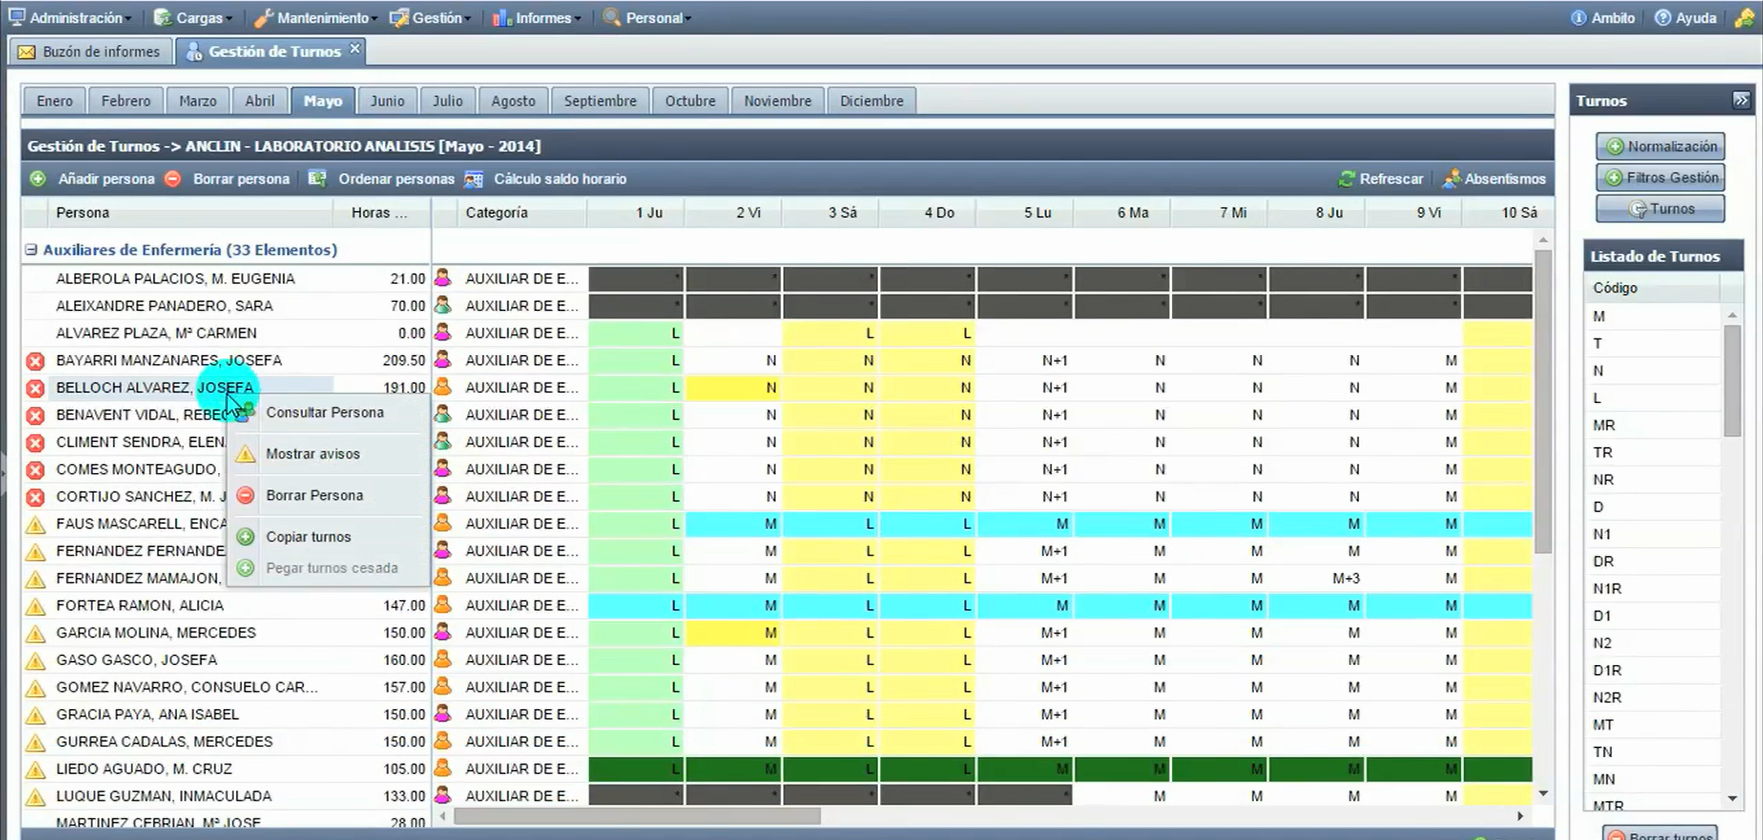 Administración Cargas Mantenimiento Gestión Informes Personal Ambito Ayuda
Buzón de informes Gestión de Turnos
Enero Febrero Marzo Abril Mayo Junio Julio Agosto Septiembre Octubre Noviembre Diciembre
Gestión de Turnos -> ANCLIN - LABORATORIO ANALISIS [Mayo - 2014]
Añadir persona Borrar persona Ordenar personas Cálculo saldo horario Refrescar Absentismos
Persona Horas ... Categoría 1 Ju 2 Vi 3 Sá 4 Do 5 Lu 6 Ma 7 Mi 8 Ju 9 Vi 10 Sá
Auxiliares de Enfermería (33 Elementos)
ALBEROLA PALACIOS, M. EUGENIA 21.00 AUXILIAR DE E... * * * * * * * * *
ALEIXANDRE PANADERO, SARA 70.00 AUXILIAR DE E... * * * * * * * * *
ALVAREZ PLAZA, Mª CARMEN 0.00 AUXILIAR DE E... L L L
BAYARRI MANZANARES, JOSEFA 209.50 AUXILIAR DE E... L N N N N+1 N N N M
BELLOCH ALVAREZ, JOSEFA 191.00 AUXILIAR DE E... L N N N N+1 N N N M
BENAVENT VIDAL, AUXILIAR DE E... L N N N N+1 N N N M
CLIMENT SENDRA, AUXILIAR DE E... L N N N N+1 N N N M
COMES MONTEAGUDO, AUXILIAR DE E... L N N N N+1 N N N M
CORTIJO SANCHEZ, M. AUXILIAR DE E... L N N N N+1 N N N M
FAUS MASCARELL, AUXILIAR DE E... L M L L M M M M M
FERNANDEZ AUXILIAR DE E... L M L L M+1 M M M M
FERNANDEZ MAMAJON, AUXILIAR DE E... L M L L M+1 M M M+3 M
FORTEA RAMON, ALICIA 147.00 AUXILIAR DE E... L M L L M M M M M
GARCIA MOLINA, MERCEDES 150.00 AUXILIAR DE E... L M L L M+1 M M M M
GASO GASCO, JOSEFA 160.00 AUXILIAR DE E... L M L L M+1 M M M M
GOMEZ NAVARRO, CONSUELO CAR... 157.00 AUXILIAR DE E... L M L L M+1 M M M M
GRACIA PAYA, ANA ISABEL 150.00 AUXILIAR DE E... L M L L M+1 M M M M
GURREA CADALAS, MERCEDES 150.00 AUXILIAR DE E... L M L L M+1 M M M M
LIEDO AGUADO, M. CRUZ 105.00 AUXILIAR DE E... L M L L M M M M M
LUQUE GUZMAN, INMACULADA 133.00 AUXILIAR DE E... * * * * * M M M M
MARTINEZ CEBRIAN, Mª JOSE 28.00
Consultar Persona
Mostrar avisos
Borrar Persona
Copiar turnos
Pegar turnos cesada
Turnos
Normalización
Filtros Gestión
Turnos
Listado de Turnos
Código
M
T
N
L
MR
TR
NR
D
N1
DR
N1R
D1
N2
D1R
N2R
MT
TN
MN
MTR
Borrar turnos